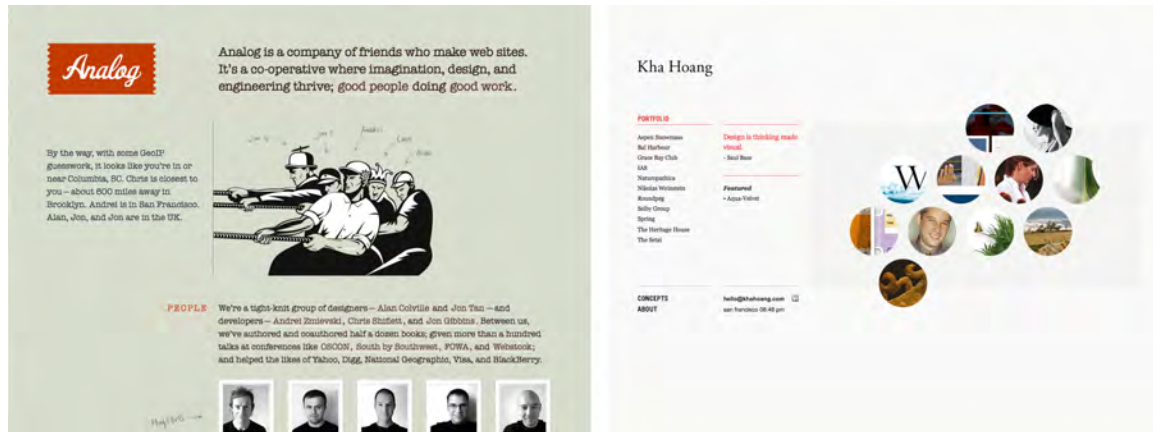 Analog
Analog is a company of friends who make web sites.
It's a co-operative where imagination, design, and
engineering thrive; good people doing good work.
By the way, with some GeoIP
guesswork, it looks like you're in or
near Columbia, SC. Chris is closest to
you – about 600 miles away in
Brooklyn. Andrei is in San Francisco.
Alan, Jon, and Jon are in the UK.
PEOPLE
We're a tight-knit group of designers – Alan Colville and Jon Tan – and
developers – Andrei Zmievski, Chris Shiflett, and Jon Gibbins. Between us,
we've authored and coauthored half a dozen books; given more than a hundred
talks at conferences like OSCON, South by Southwest, FOWA, and Webstock;
and helped the likes of Yahoo, Digg, National Geographic, Visa, and BlackBerry.
Kha Hoang
PORTFOLIO
Aspen Snowmass
Bal Harbour
Grace Bay Club
IAB
Naturopathica
Nikolas Weinstein
Roundpeg
Selby Group
Spring
The Heritage House
The Setai
Design is thinking made
visual.
- Saul Bass
Featured
• Aqua-Velvet
W
CONCEPTS
ABOUT
hello@khahoang.com
san francisco 06:48 pm